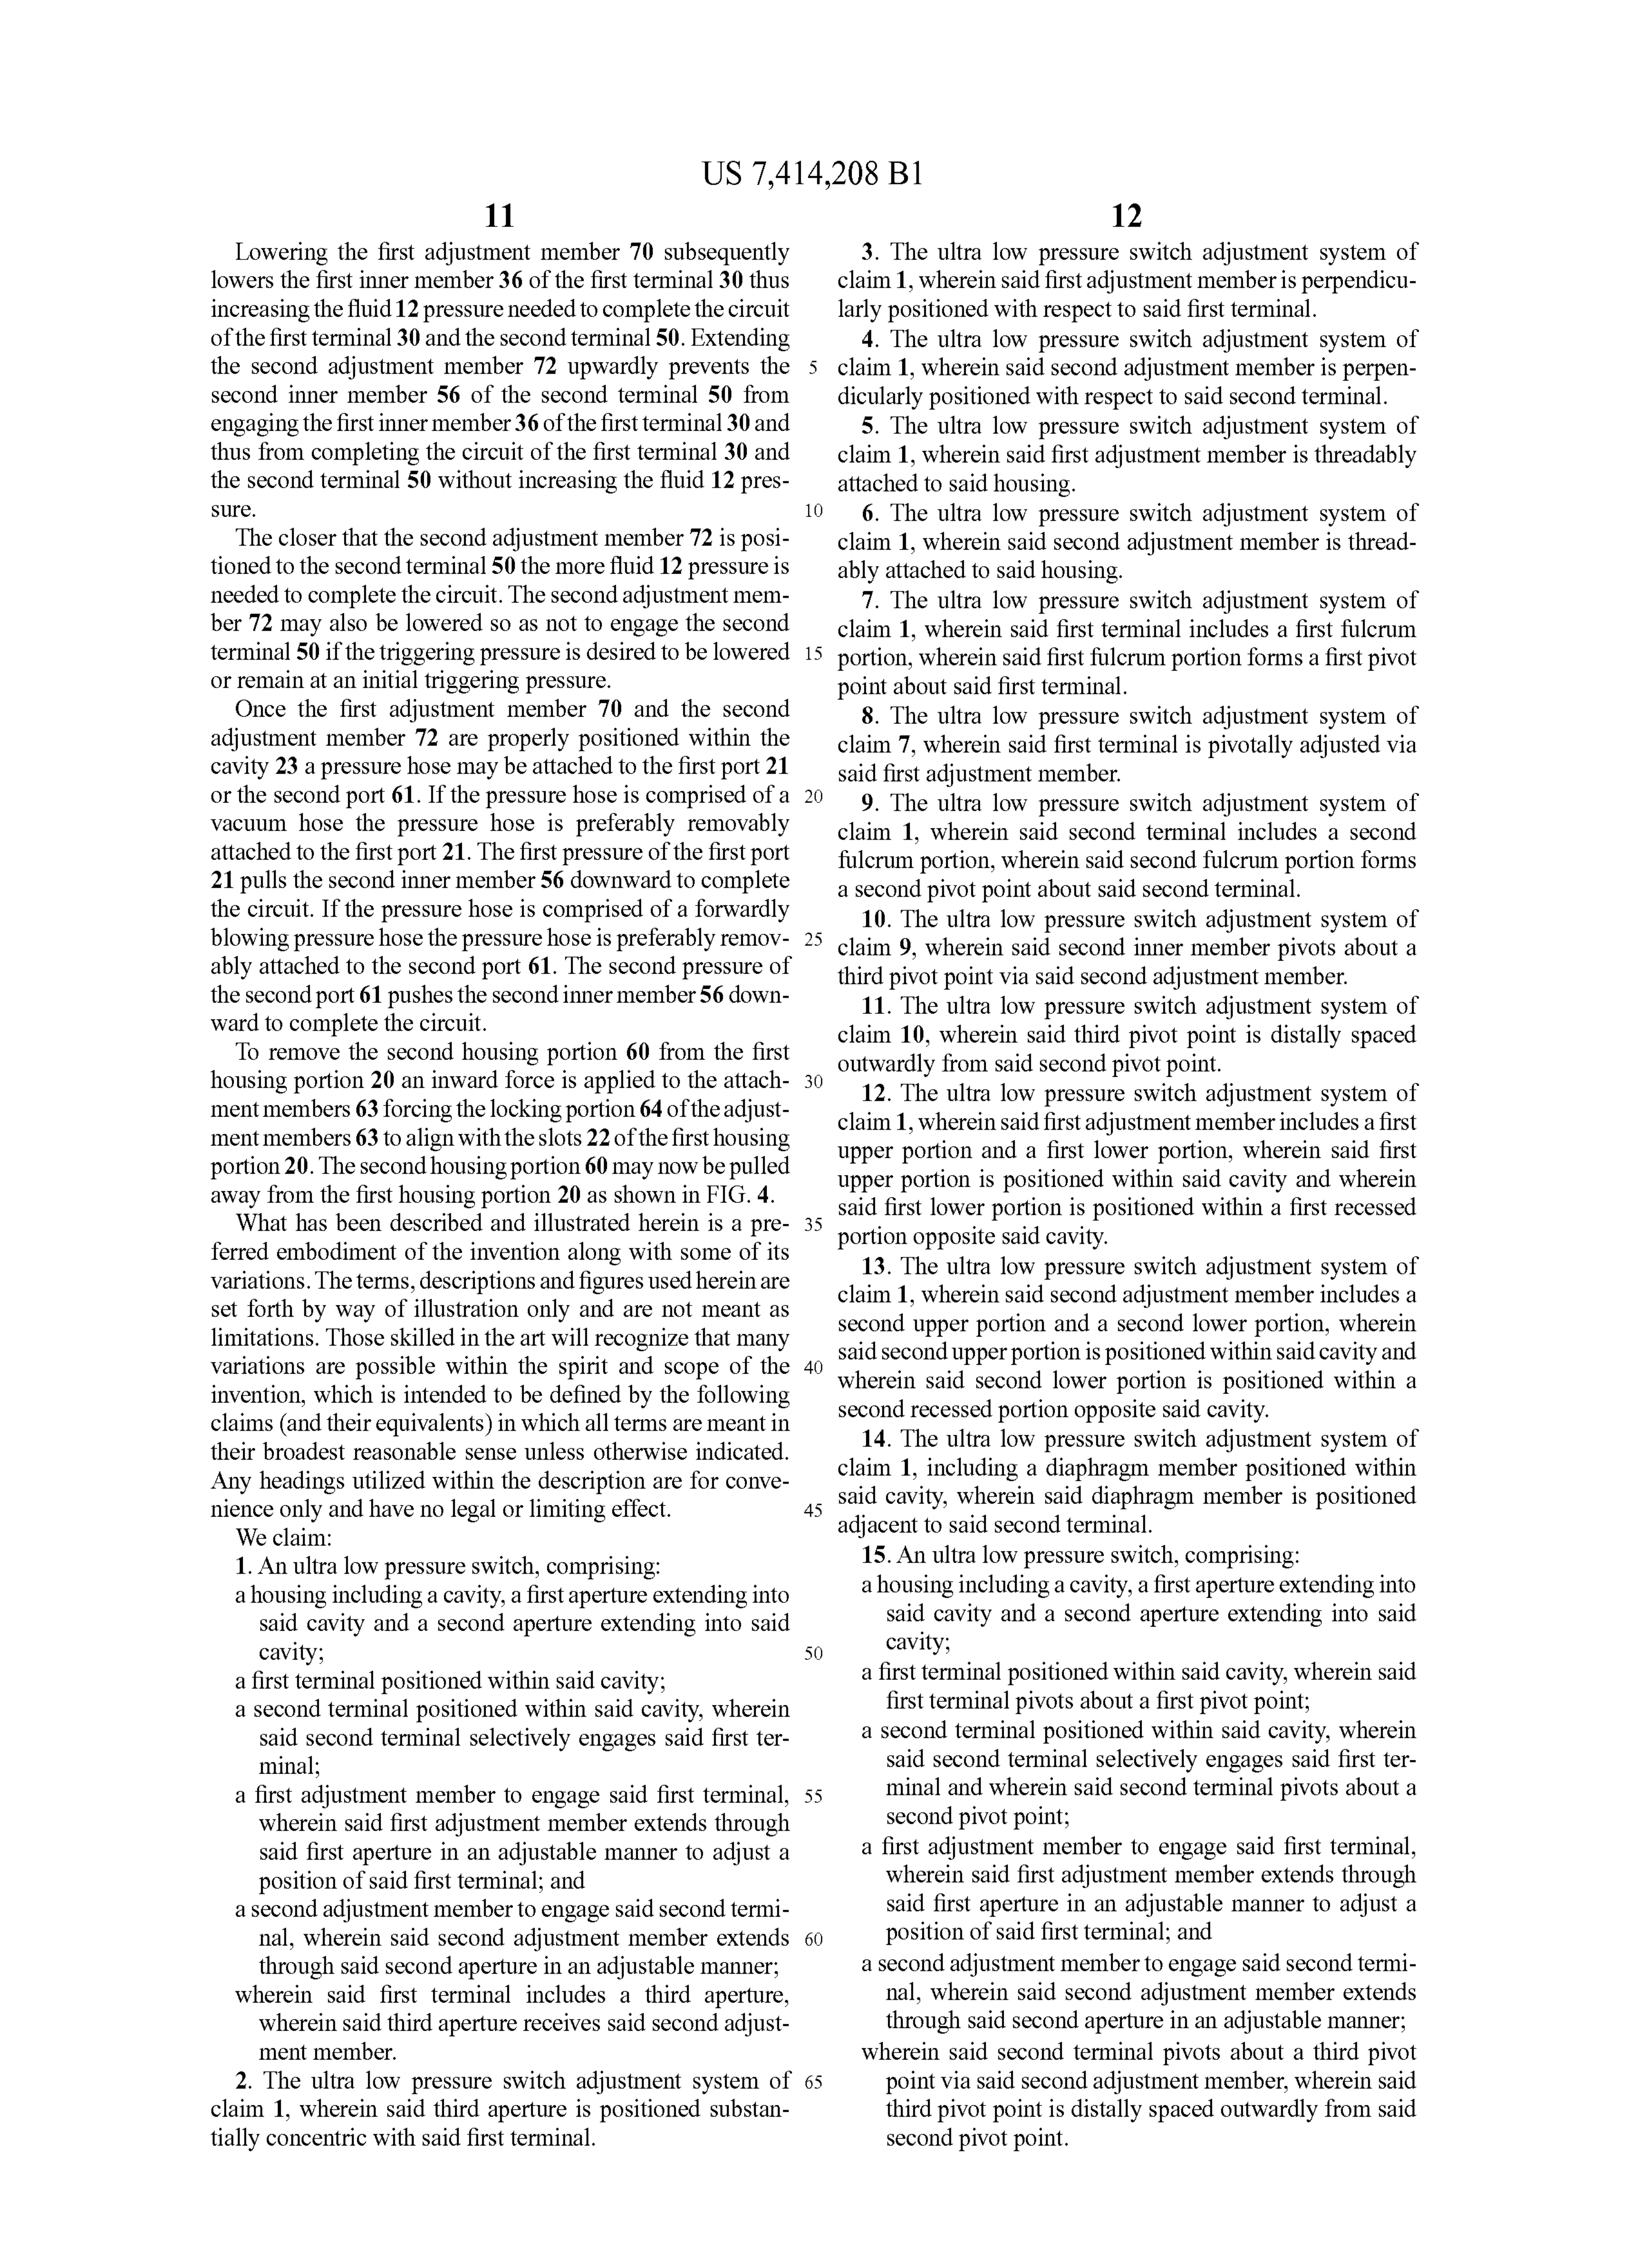 US 7,414,208 B1
11
Lowering the first adjustment member 70 subsequently
lowers the first inner member 36 of the first terminal 30 thus
increasing the fluid 12 pressure needed to complete the circuit
of the first terminal 30 and the second terminal 50. Extending
the second adjustment member 72 upwardly prevents the
second inner member 56 of the second terminal 50 from
engaging the first inner member 36 of the first terminal 30 and
thus from completing the circuit of the first terminal 30 and
the second terminal 50 without increasing the fluid 12 pres-
sure.
The closer that the second adjustment member 72 is posi-
tioned to the second terminal 50 the more fluid 12 pressure is
needed to complete the circuit. The second adjustment mem-
ber 72 may also be lowered so as not to engage the second
terminal 50 if the triggering pressure is desired to be lowered
or remain at an initial triggering pressure.
Once the first adjustment member 70 and the second
adjustment member 72 are properly positioned within the
cavity 23 a pressure hose may be attached to the first port 21
or the second port 61. If the pressure hose is comprised of a
vacuum hose the pressure hose is preferably removably
attached to the first port 21. The first pressure of the first port
21 pulls the second inner member 56 downward to complete
the circuit. If the pressure hose is comprised of a forwardly
blowing pressure hose the pressure hose is preferably remov-
ably attached to the second port 61. The second pressure of
the second port 61 pushes the second inner member 56 down-
ward to complete the circuit.
To remove the second housing portion 60 from the first
housing portion 20 an inward force is applied to the attach-
ment members 63 forcing the locking portion 64 of the adjust-
ment members 63 to align with the slots 22 of the first housing
portion 20. The second housing portion 60 may now be pulled
away from the first housing portion 20 as shown in FIG. 4.
What has been described and illustrated herein is a pre-
ferred embodiment of the invention along with some of its
variations. The terms, descriptions and figures used herein are
set forth by way of illustration only and are not meant as
limitations. Those skilled in the art will recognize that many
variations are possible within the spirit and scope of the
invention, which is intended to be defined by the following
claims (and their equivalents) in which all terms are meant in
their broadest reasonable sense unless otherwise indicated.
Any headings utilized within the description are for conve-
nience only and have no legal or limiting effect.
We claim:
1. An ultra low pressure switch, comprising:
a housing including a cavity, a first aperture extending into
said cavity and a second aperture extending into said
cavity;
a first terminal positioned within said cavity;
a second terminal positioned within said cavity, wherein
said second terminal selectively engages said first ter-
minal;
a first adjustment member to engage said first terminal,
wherein said first adjustment member extends through
said first aperture in an adjustable manner to adjust a
position of said first terminal; and
a second adjustment member to engage said second termi-
nal, wherein said second adjustment member extends
through said second aperture in an adjustable manner;
wherein said first terminal includes a third aperture,
wherein said third aperture receives said second adjust-
ment member.
2. The ultra low pressure switch adjustment system of
claim 1, wherein said third aperture is positioned substan-
tially concentric with said first terminal.
5
10
15
20
25
30
35
40
45
50
55
60
65
12
3. The ultra low pressure switch adjustment system of
claim 1, wherein said first adjustment member is perpendicu-
larly positioned with respect to said first terminal.
4. The ultra low pressure switch adjustment system of
claim 1, wherein said second adjustment member is perpen-
dicularly positioned with respect to said second terminal.
5. The ultra low pressure switch adjustment system of
claim 1, wherein said first adjustment member is threadably
attached to said housing.
6. The ultra low pressure switch adjustment system of
claim 1, wherein said second adjustment member is thread-
ably attached to said housing.
7. The ultra low pressure switch adjustment system of
claim 1, wherein said first terminal includes a first fulcrum
portion, wherein said first fulcrum portion forms a first pivot
point about said first terminal.
8. The ultra low pressure switch adjustment system of
claim 7, wherein said first terminal is pivotally adjusted via
said first adjustment member.
9. The ultra low pressure switch adjustment system of
claim 1, wherein said second terminal includes a second
fulcrum portion, wherein said second fulcrum portion forms
a second pivot point about said second terminal.
10. The ultra low pressure switch adjustment system of
claim 9, wherein said second inner member pivots about a
third pivot point via said second adjustment member.
11. The ultra low pressure switch adjustment system of
claim 10, wherein said third pivot point is distally spaced
outwardly from said second pivot point.
12. The ultra low pressure switch adjustment system of
claim 1, wherein said first adjustment member includes a first
upper portion and a first lower portion, wherein said first
upper portion is positioned within said cavity and wherein
said first lower portion is positioned within a first recessed
portion opposite said cavity.
13. The ultra low pressure switch adjustment system of
claim 1, wherein said second adjustment member includes a
second upper portion and a second lower portion, wherein
said second upper portion is positioned within said cavity and
wherein said second lower portion is positioned within a
second recessed portion opposite said cavity.
14. The ultra low pressure switch adjustment system of
claim 1, including a diaphragm member positioned within
said cavity, wherein said diaphragm member is positioned
adjacent to said second terminal.
15. An ultra low pressure switch, comprising:
a housing including a cavity, a first aperture extending into
said cavity and a second aperture extending into said
cavity;
a first terminal positioned within said cavity, wherein said
first terminal pivots about a first pivot point;
a second terminal positioned within said cavity, wherein
said second terminal selectively engages said first ter-
minal and wherein said second terminal pivots about a
second pivot point;
a first adjustment member to engage said first terminal,
wherein said first adjustment member extends through
said first aperture in an adjustable manner to adjust a
position of said first terminal; and
a second adjustment member to engage said second termi-
nal, wherein said second adjustment member extends
through said second aperture in an adjustable manner;
wherein said second terminal pivots about a third pivot
point via said second adjustment member, wherein said
third pivot point is distally spaced outwardly from said
second pivot point.